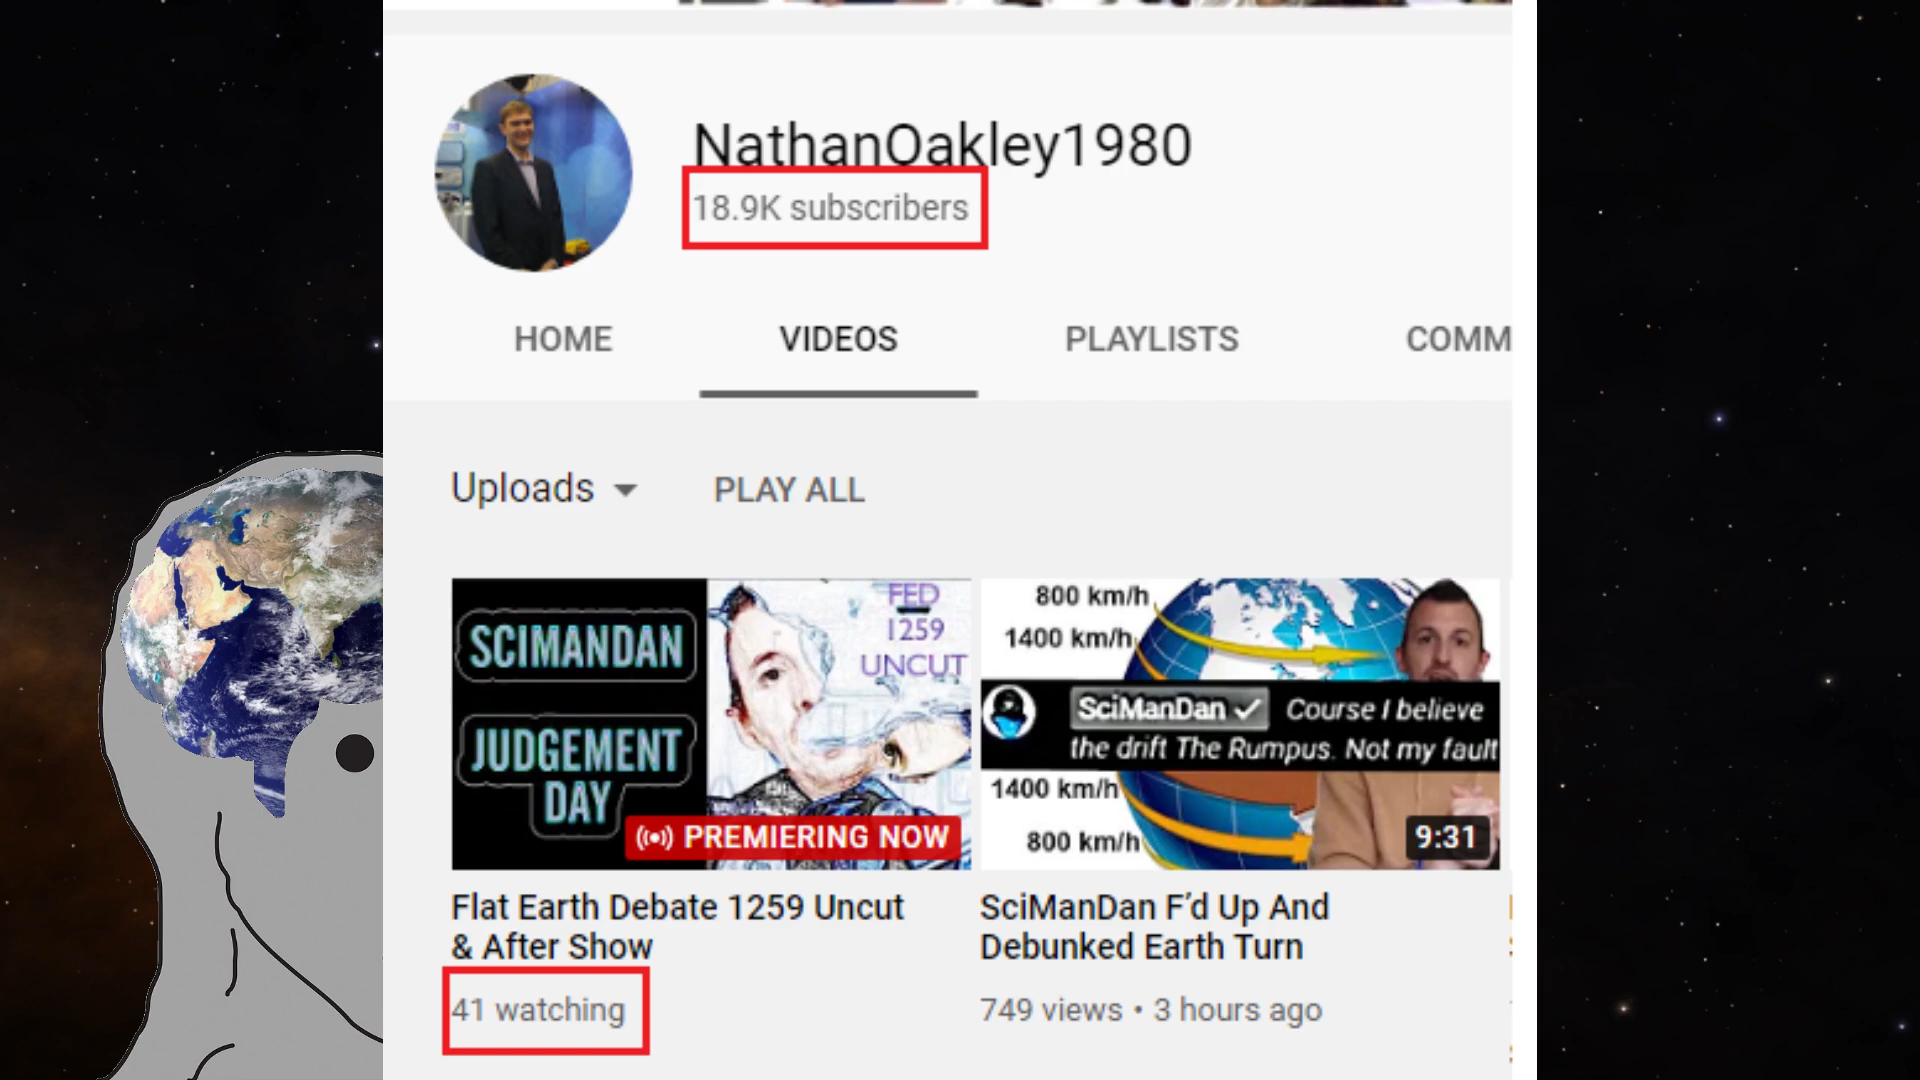 NathanOakley1980
18.9K subscribers
HOME VIDEOS PLAYLISTS COMM
Uploads PLAY ALL
SCIMANDAN
JUDGEMENT
DAY
FED
1259
UNCUT
PREMIERING NOW
Flat Earth Debate 1259 Uncut
& After Show
41 watching
800 km/h
1400 km/h
SciManDan Course I believe
the drift The Rumpus. Not my fault
1400 km/h
800 km/h
9:31
SciManDan F'd Up And
Debunked Earth Turn
749 views • 3 hours ago